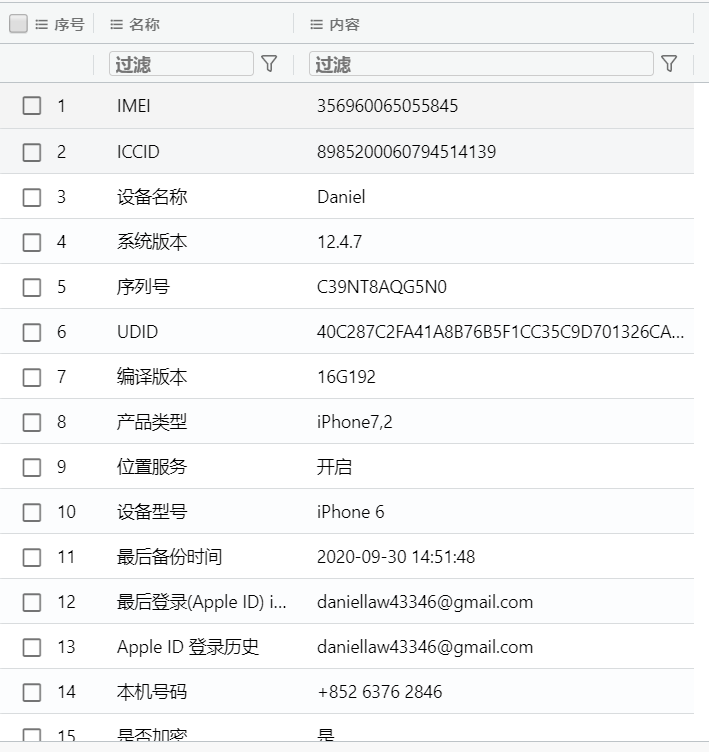 序号 名称 内容
过滤 过滤
1 IMEI 356960065055845
2 ICCID 8985200060794514139
3 设备名称 Daniel
4 系统版本 12.4.7
5 序列号 C39NT8AQG5N0
6 UDID 40C287C2FA41A8B76B5F1CC35C9D701326CA...
7 编译版本 16G192
8 产品类型 iPhone7,2
9 位置服务 开启
10 设备型号 iPhone 6
11 最后备份时间 2020-09-30 14:51:48
12 最后登录(Apple ID) i... daniellaw43346@gmail.com
13 Apple ID 登录历史 daniellaw43346@gmail.com
14 本机号码 +852 6376 2846
15 是否加密 是